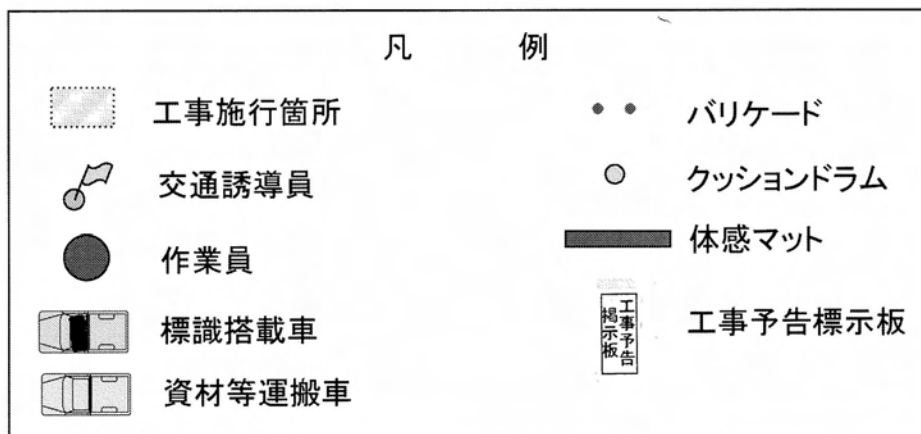 凡 例
工事施行箇所
交通誘導員
作業員
標識搭載車
資材等運搬車
バリケード
クッションドラム
体感マット
工事予告
掲示板
工事予告標示板